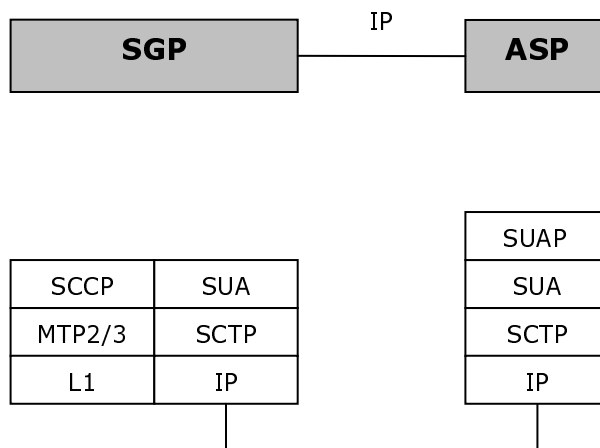 IP
SGP
ASP
SUAP
SCCP SUA SUA
MTP2/3 SCTP SCTP
L1 IP IP